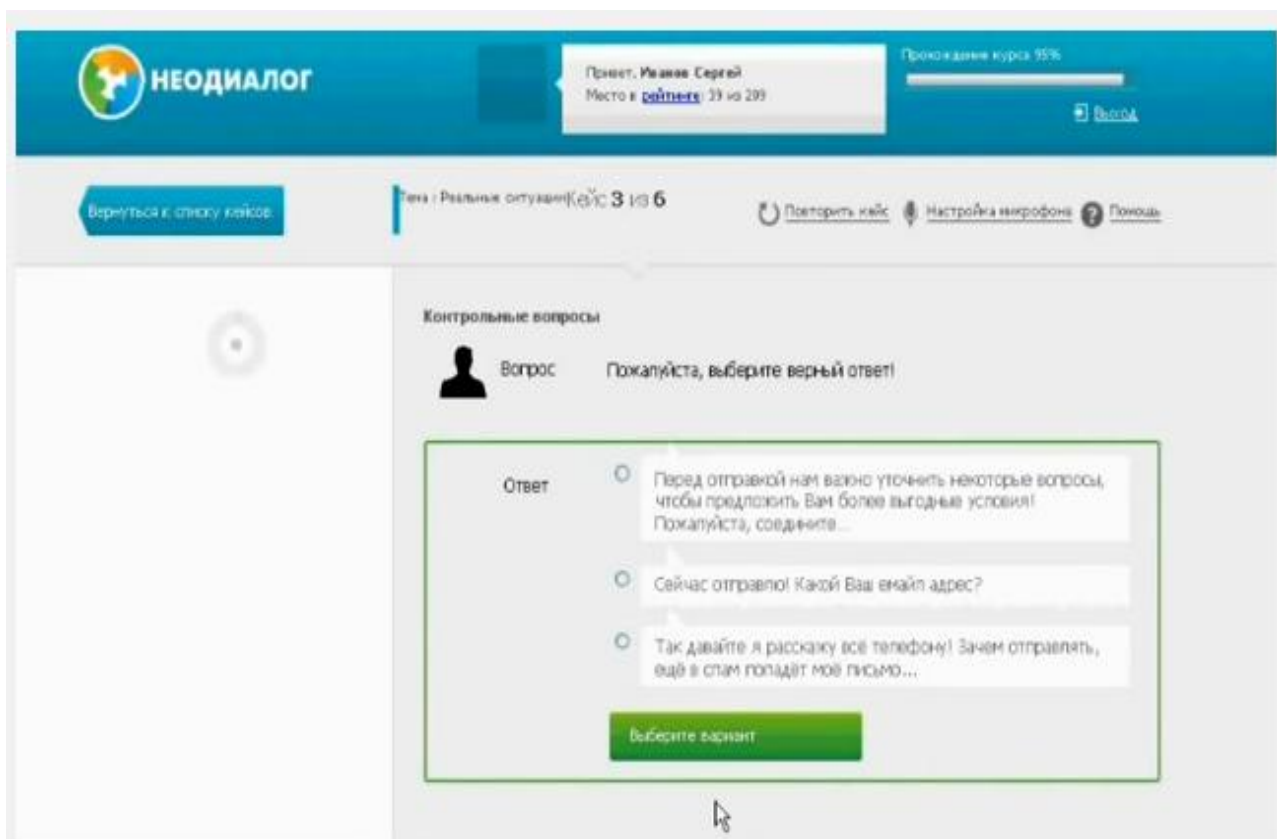 НЕОДИАЛОГ
Привет, Иванов Сергей
Место в рейтинге: 39 из 209
Прохождение курса 95%
Выход
Вернуться к списку кейсов
Тема : Реальные ситуации Кейс 3 из 6
Повторить кейс
Настройка микрофона
Помощь
Контрольные вопросы
Вопрос
Пожалуйста, выберите верный ответ!
Ответ
Перед отправкой нам важно уточнить некоторые вопросы,
чтобы предложить Вам более выгодные условия!
Пожалуйста, соедините...
Сейчас отправлю! Какой Ваш емайл адрес?
Так давайте я расскажу всё телефону! Зачем отправлять,
ещё в спам попадёт моё письмо...
Выберите вариант